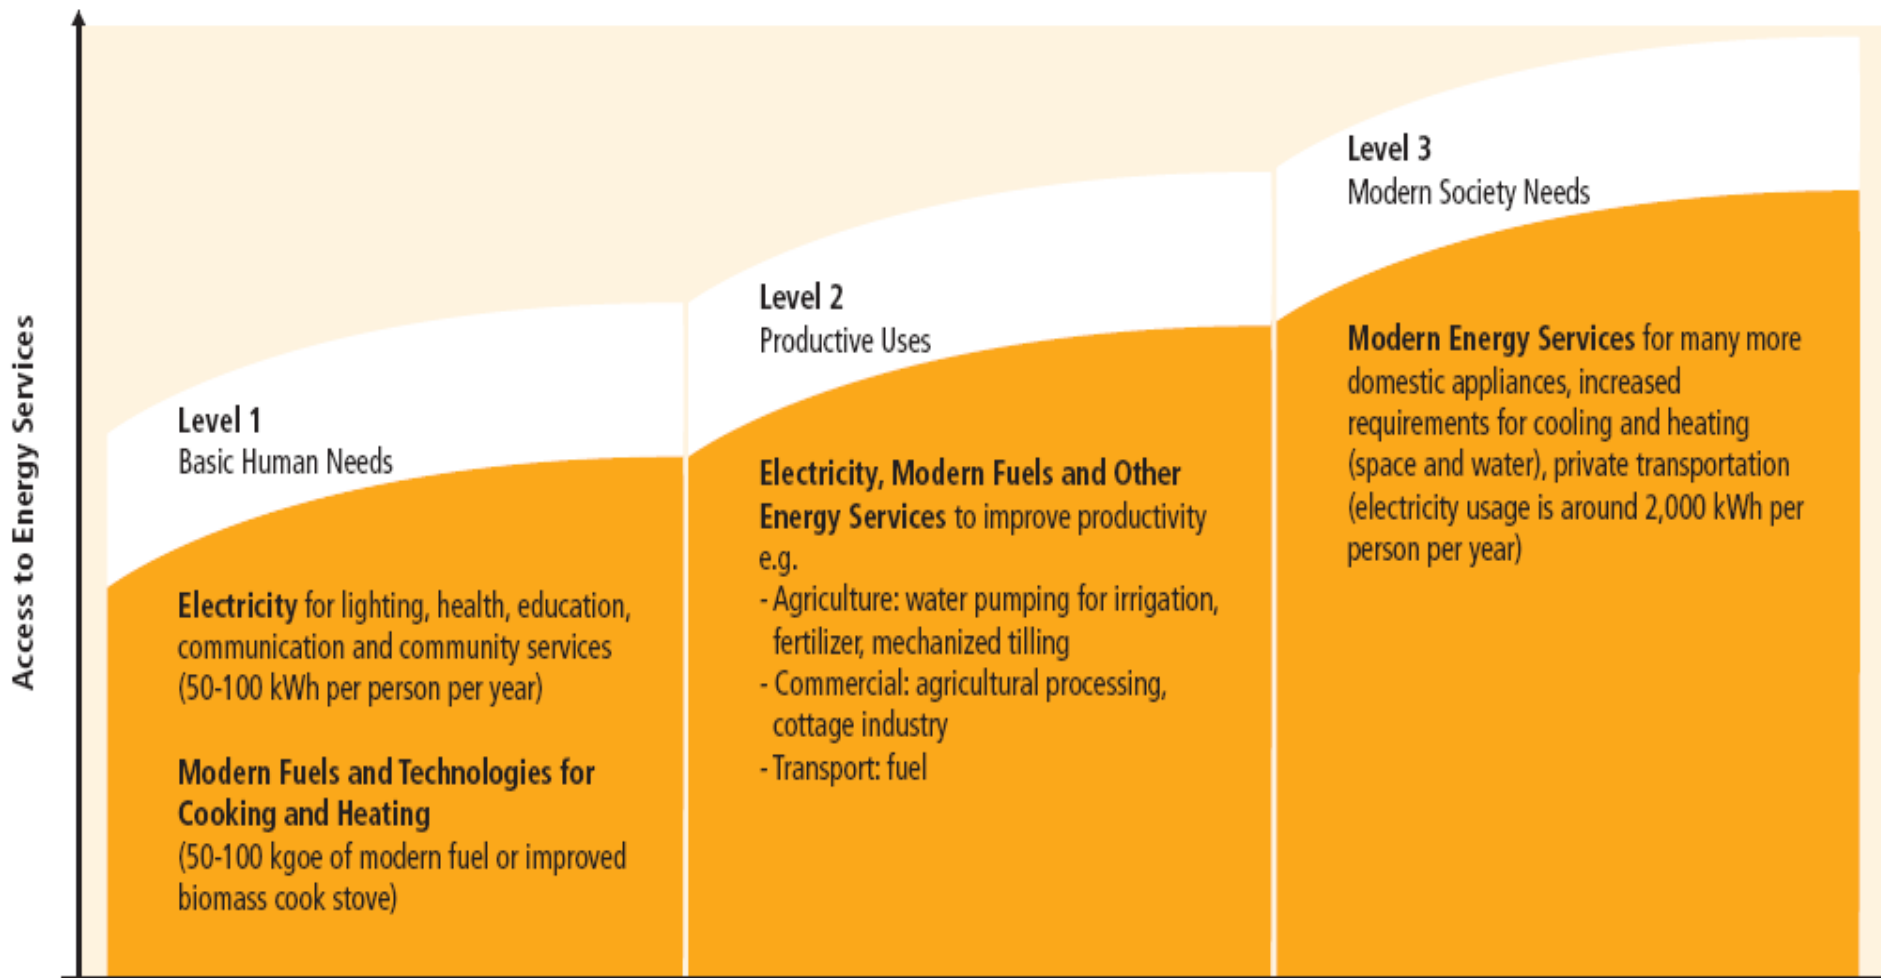 Access to Energy Services
Level 1
Basic Human Needs
Electricity for lighting, health, education,
communication and community services
(50-100 kWh per person per year)
Modern Fuels and Technologies for
Cooking and Heating
(50-100 kgoe of modern fuel or improved
biomass cook stove)
Level 2
Productive Uses
Electricity, Modern Fuels and Other
Energy Services to improve productivity
e.g.
- Agriculture: water pumping for irrigation,
fertilizer, mechanized tilling
- Commercial: agricultural processing,
cottage industry
- Transport: fuel
Level 3
Modern Society Needs
Modern Energy Services for many more
domestic appliances, increased
requirements for cooling and heating
(space and water), private transportation
(electricity usage is around 2,000 kWh per
person per year)